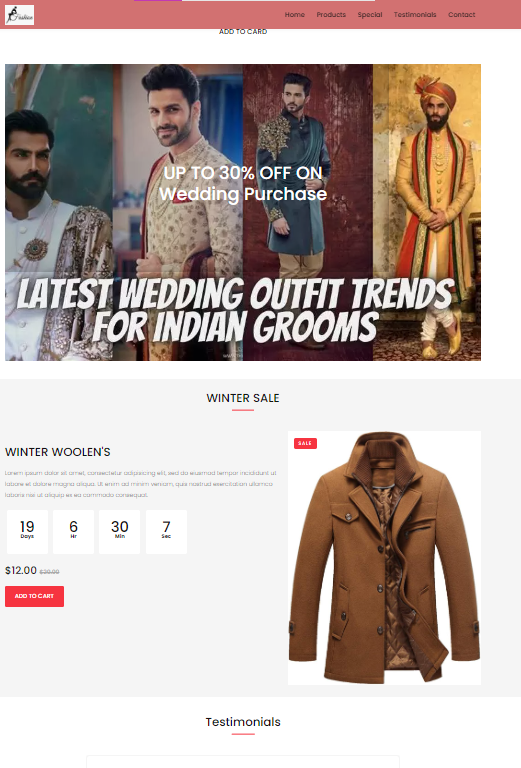 Fashion
Home Products Special Testimonials Contact
ADD TO CARD
UP TO 30% OFF ON
Wedding Purchase
LATEST WEDDING OUTFIT TRENDS
FOR INDIAN GROOMS
WINTER SALE
SALE
WINTER WOOLEN'S
Lorem ipsum dolor sit amet, consectetur adipisicing elit, sed do eiusmod tempor incididunt ut
labore et dolore magna aliqua. Ut enim ad minim veniam, quis nostrud exercitation ullamco
laboris nisi ut aliquip ex ea commodo consequat.
19 6 30 7
Days Hr Min Sec
$12.00
ADD TO CART
Testimonials